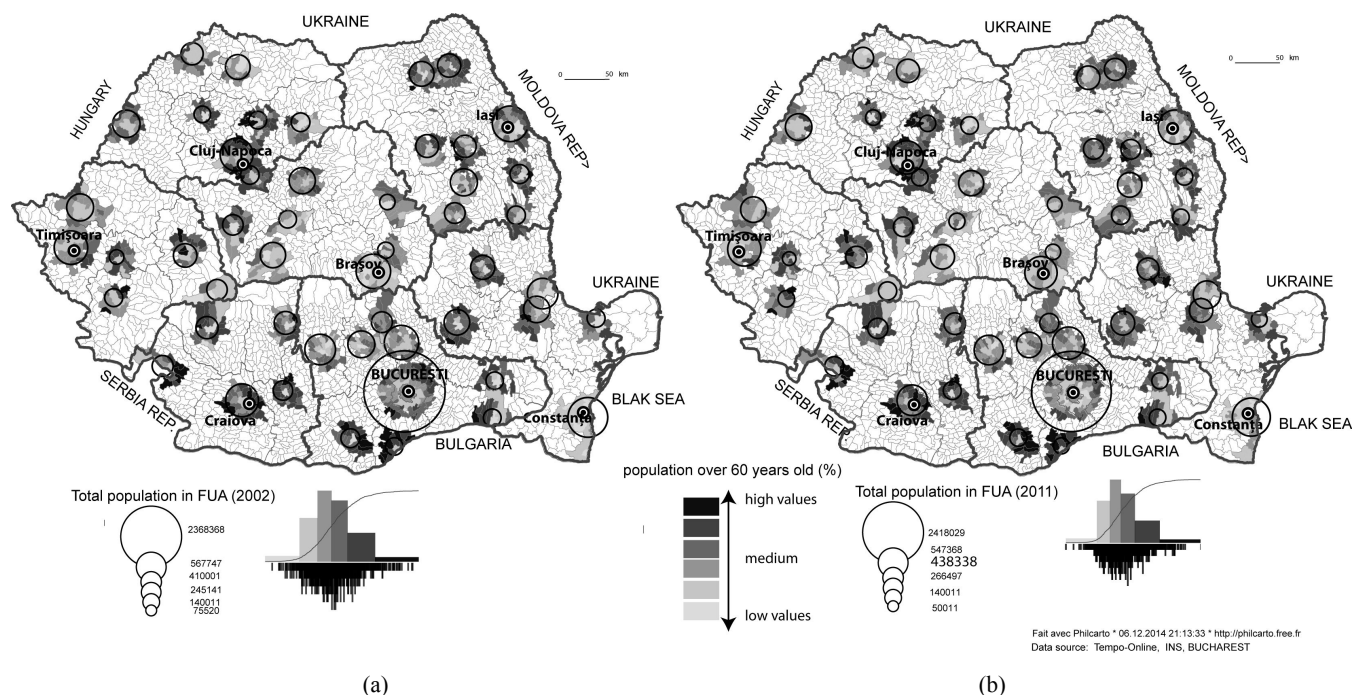 UKRAINE
HUNGARY
MOLDOVA REP>
0 50 km
Iaşi
Cluj-Napoca
Timişoara
Braşov
UKRAINE
BUCUREŞTI
SERBIA REP.
Craiova
Constanţa
BLAK SEA
BULGARIA
Total population in FUA (2002)
2368368
567747
410001
245141
140011
75520
(a)
population over 60 years old (%)
high values
medium
low values
UKRAINE
HUNGARY
MOLDOVA REP>
0 50 km
Iaşi
Cluj-Napoca
Timişoara
Braşov
UKRAINE
BUCUREŞTI
SERBIA REP.
Craiova
Constanţa
BLAK SEA
BULGARIA
Total population in FUA (2011)
2418029
547368
438338
266497
140011
50011
Fait avec Philcarto * 06.12.2014 21:13:33 * http://philcarto.free.fr
Data source: Tempo-Online, INS, BUCHAREST
(b)